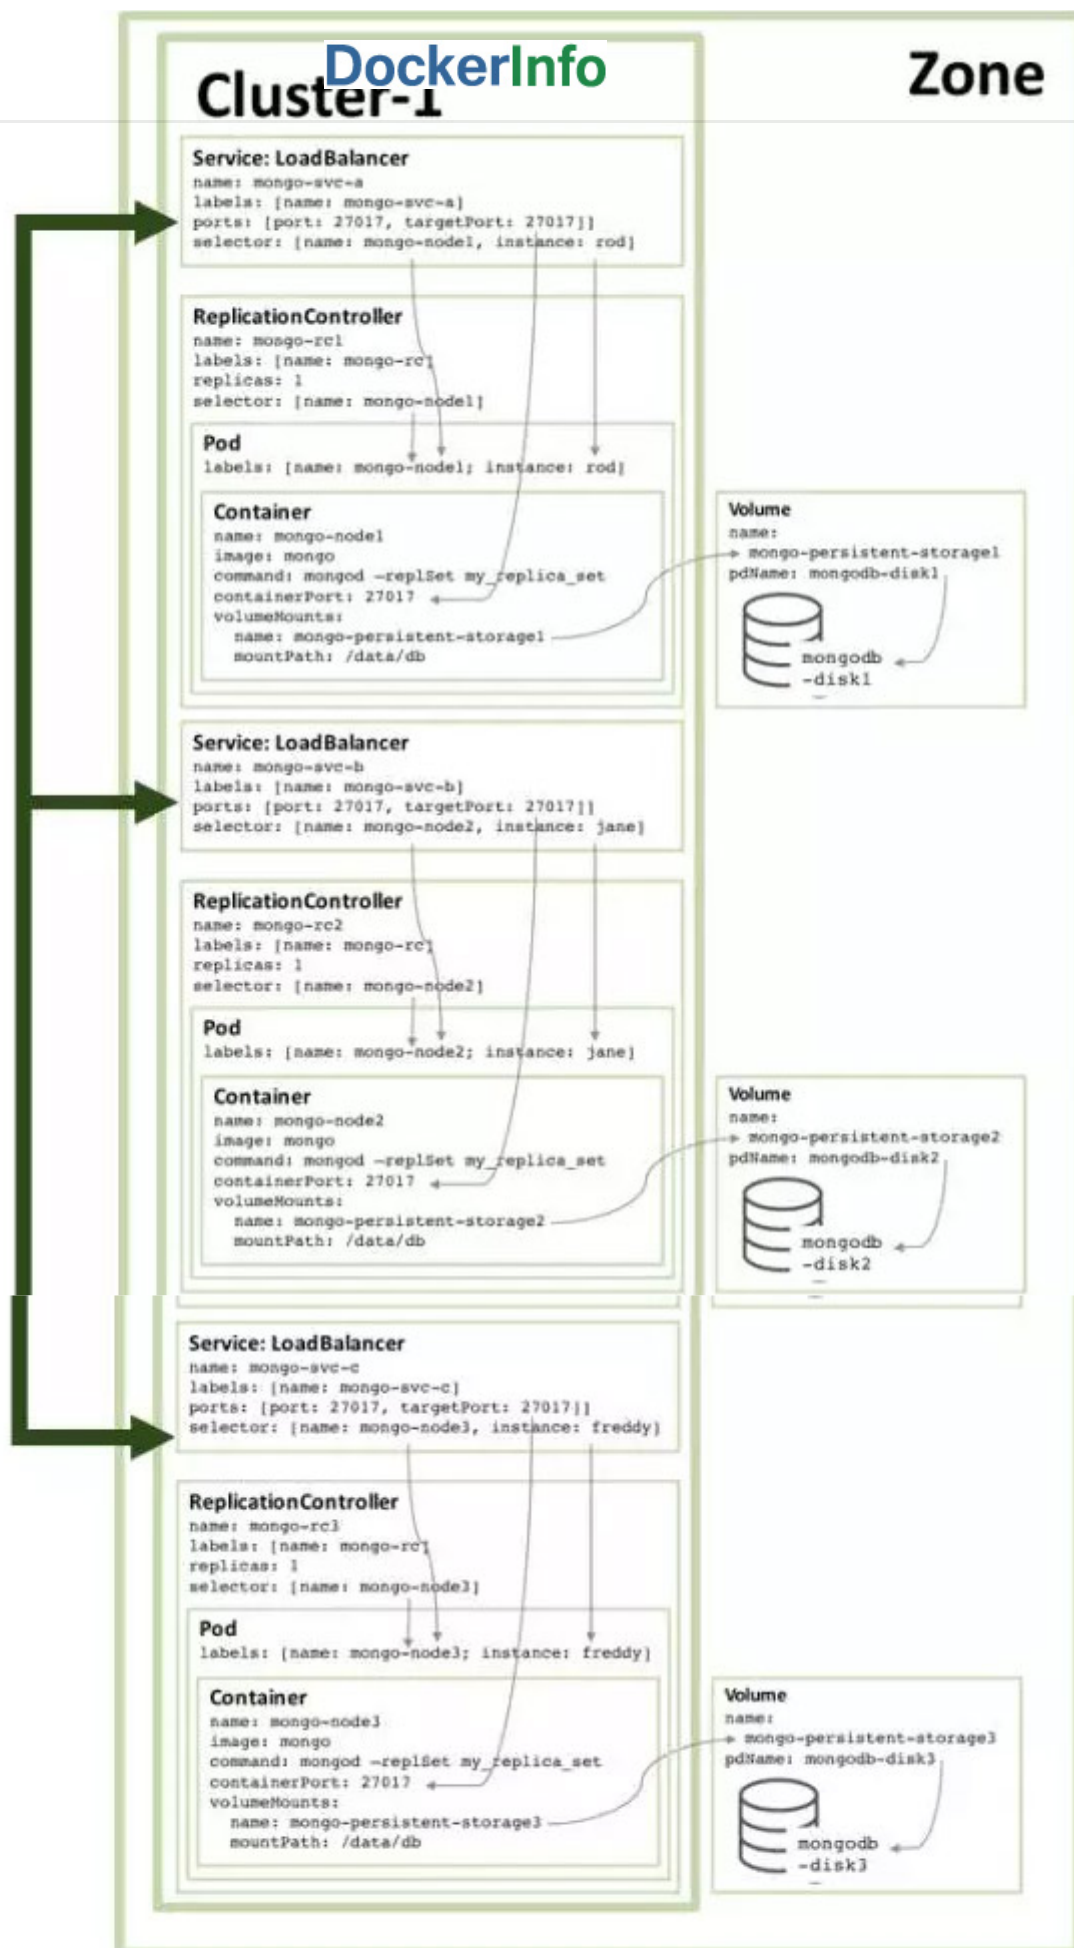 DockerInfo
Cluster-1
Zone
Service: LoadBalancer
name: mongo-svc-a
labels: [name: mongo-svc-a]
ports: [port: 27017, targetPort: 27017]]
selector: [name: mongo-node1, instance: rod]
ReplicationController
name: mongo-rc1
labels: [name: mongo-rc]
replicas: 1
selector: [name: mongo-node1]
Pod
labels: [name: mongo-node1; instance: rod]
Container
name: mongo-node1
image: mongo
command: mongod –replSet my_replica_set
containerPort: 27017
volumeMounts:
name: mongo-persistent-storage1
mountPath: /data/db
Volume
name:
mongo-persistent-storage1
pdName: mongodb-disk1
mongodb
-disk1
Service: LoadBalancer
name: mongo-svc-b
labels: [name: mongo-svc-b]
ports: [port: 27017, targetPort: 27017]]
selector: [name: mongo-node2, instance: jane]
ReplicationController
name: mongo-rc2
labels: [name: mongo-rc]
replicas: 1
selector: [name: mongo-node2]
Pod
labels: [name: mongo-node2; instance: jane]
Container
name: mongo-node2
image: mongo
command: mongod –replSet my_replica_set
containerPort: 27017
volumeMounts:
name: mongo-persistent-storage2
mountPath: /data/db
Volume
name:
mongo-persistent-storage2
pdName: mongodb-disk2
mongodb
-disk2
Service: LoadBalancer
name: mongo-svc-c
labels: [name: mongo-svc-c]
ports: [port: 27017, targetPort: 27017]]
selector: [name: mongo-node3, instance: freddy]
ReplicationController
name: mongo-rc3
labels: [name: mongo-rc]
replicas: 1
selector: [name: mongo-node3]
Pod
labels: [name: mongo-node3; instance: freddy]
Container
name: mongo-node3
image: mongo
command: mongod –replSet my_replica_set
containerPort: 27017
volumeMounts:
name: mongo-persistent-storage3
mountPath: /data/db
Volume
name:
mongo-persistent-storage3
pdName: mongodb-disk3
mongodb
-disk3